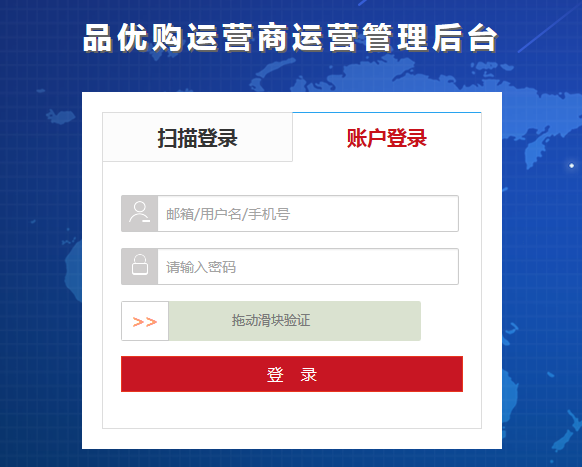 品优购运营商运营管理后台
扫描登录 账户登录
邮箱/用户名/手机号
请输入密码
>> 拖动滑块验证
登 录